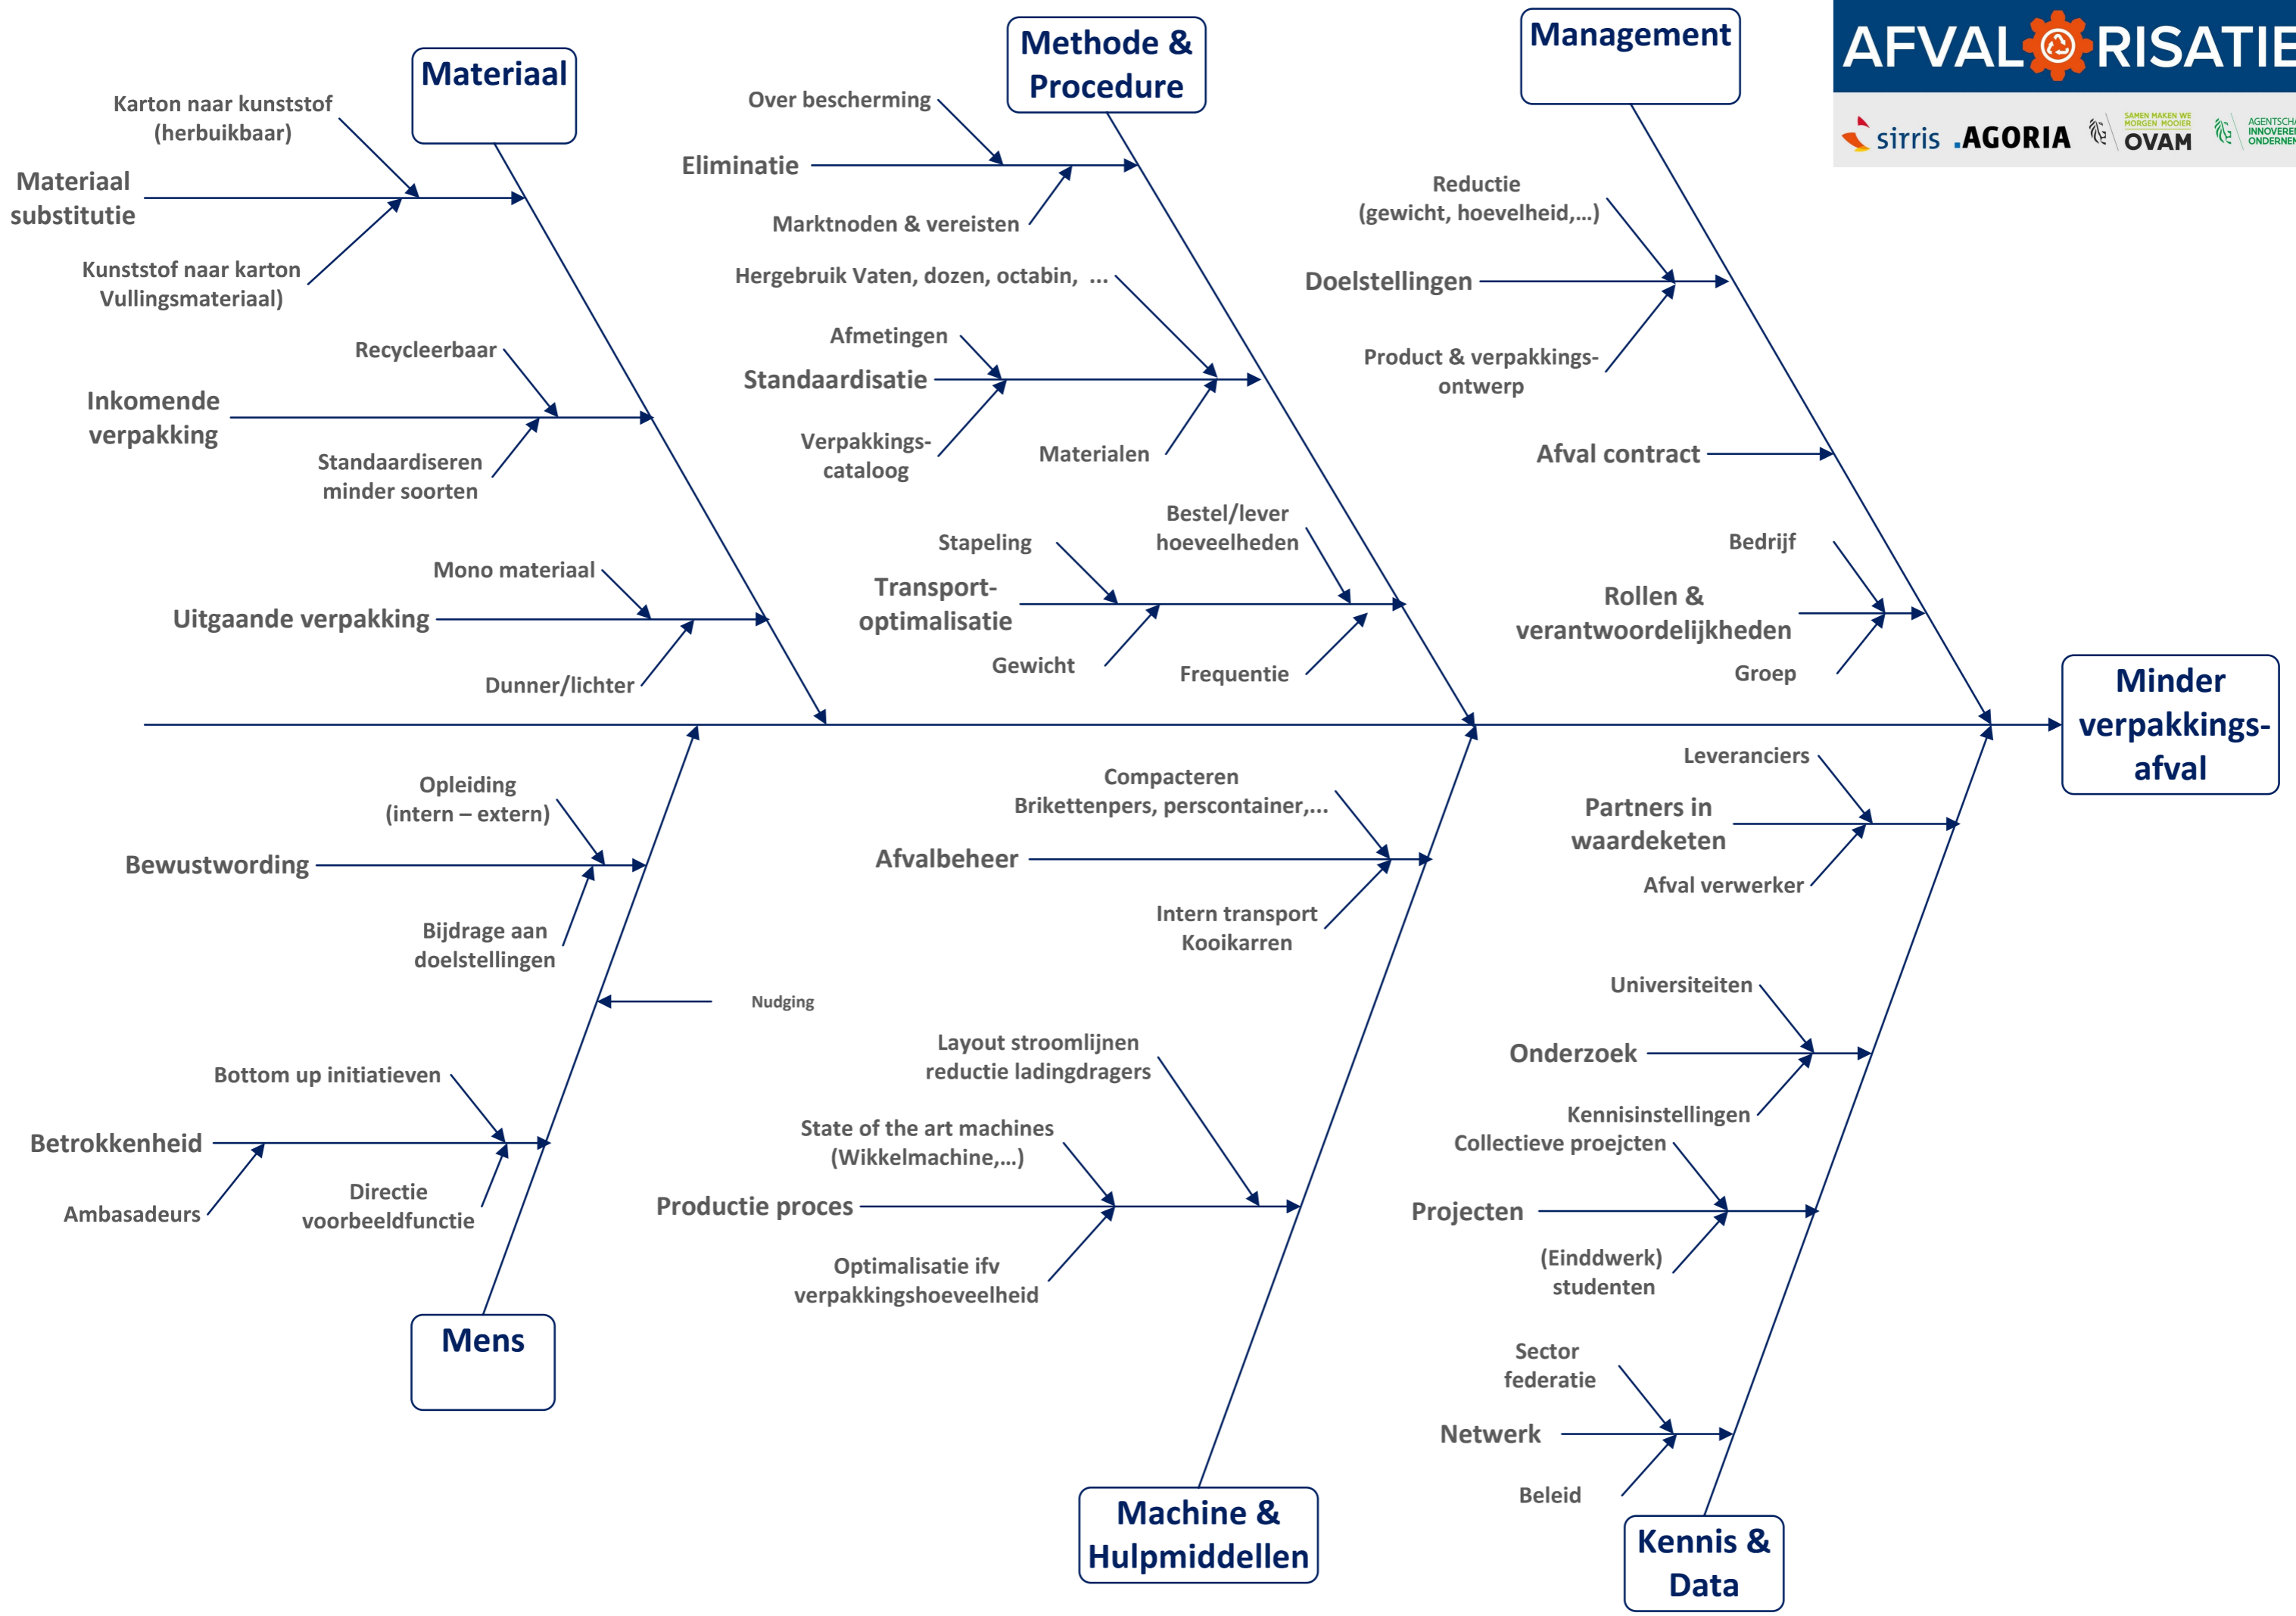 AFVAL RISATIE
sirris
.AGORIA
SAMEN MAKEN WE
MORGEN MOOIER
OVAM
AGENTSCHA
INNOVEREN
ONDERNEM
Materiaal
Karton naar kunststof
(herbuikbaar)
Materiaal
substitutie
Kunststof naar karton
Vullingsmateriaal)
Recycleerbaar
Inkomende
verpakking
Standaardiseren
minder soorten
Mono materiaal
Uitgaande verpakking
Dunner/lichter
Methode &
Procedure
Over bescherming
Eliminatie
Marktnoden & vereisten
Hergebruik Vaten, dozen, octabin, ...
Afmetingen
Standaardisatie
Verpakkings-
cataloog
Materialen
Bestel/lever
hoeveelheden
Stapeling
Transport-
optimalisatie
Gewicht
Frequentie
Management
Reductie
(gewicht, hoevelheid,...)
Doelstellingen
Product & verpakkings-
ontwerp
Afval contract
Bedrijf
Rollen &
verantwoordelijkheden
Groep
Minder
verpakkings-
afval
Opleiding
(intern – extern)
Bewustwording
Bijdrage aan
doelstellingen
Nudging
Bottom up initiatieven
Betrokkenheid
Ambasadeurs
Directie
voorbeeldfunctie
Mens
Compacteren
Brikettenpers, perscontainer,...
Afvalbeheer
Intern transport
Kooikarren
Layout stroomlijnen
reductie ladingdragers
State of the art machines
(Wikkelmachine,...)
Productie proces
Optimalisatie ifv
verpakkingshoeveelheid
Machine &
Hulpmiddellen
Leveranciers
Partners in
waardeketen
Afval verwerker
Universiteiten
Onderzoek
Kennisinstellingen
Collectieve proejcten
Projecten
(Einddwerk)
studenten
Sector
federatie
Netwerk
Beleid
Kennis &
Data